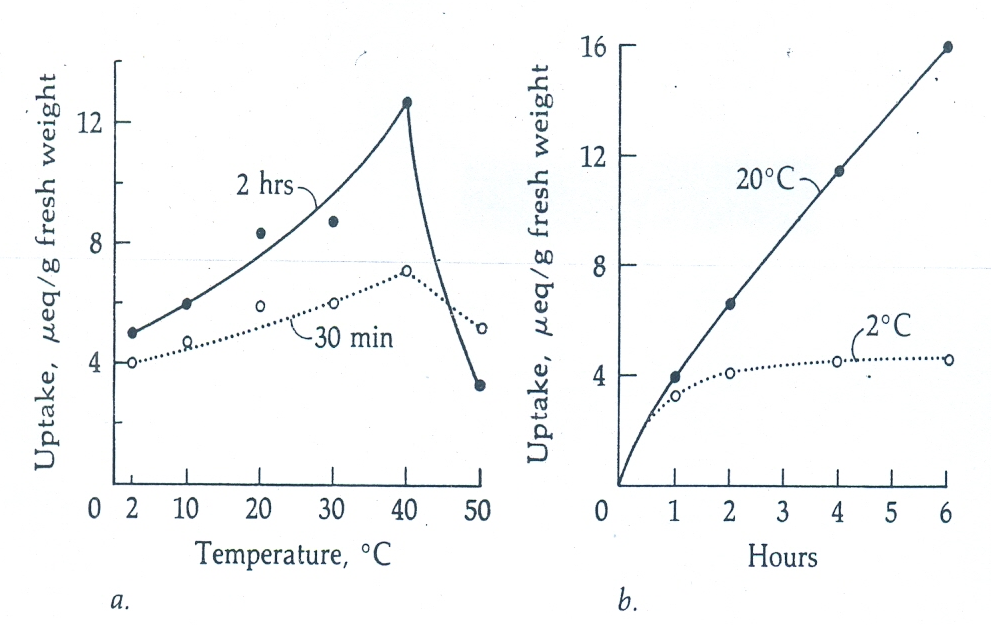 Uptake, μeq/g fresh weight
12
8
4
0 2 10 20 30 40 50
2 hrs
30 min
Temperature, °C
a.
Uptake, μeq/g fresh weight
16
12
8
4
0 1 2 3 4 5 6
20°C
2°C
Hours
b.